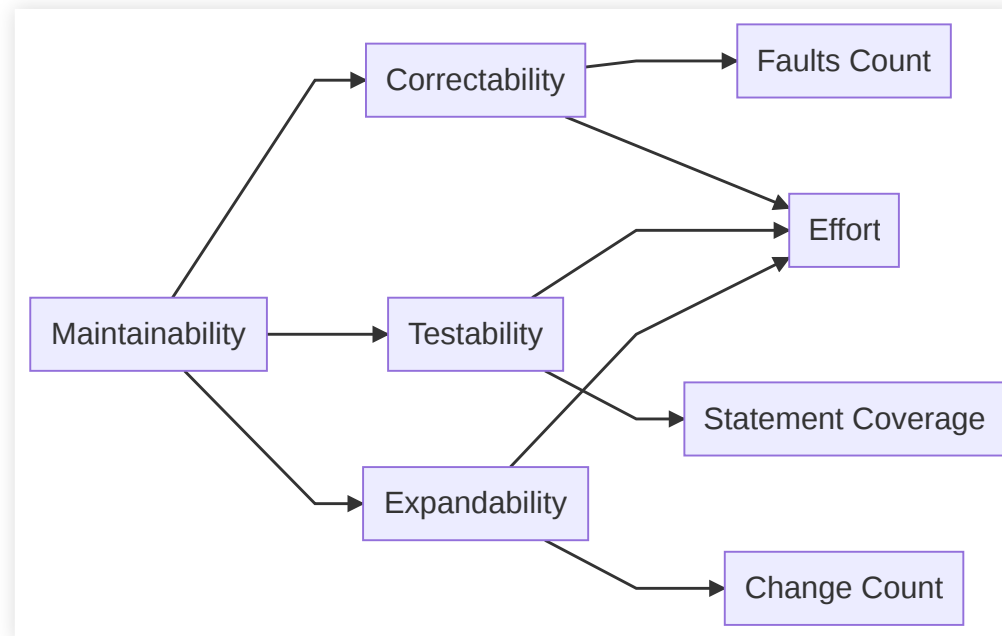 Maintainability
Correctability
Testability
Expandability
Faults Count
Effort
Statement Coverage
Change Count